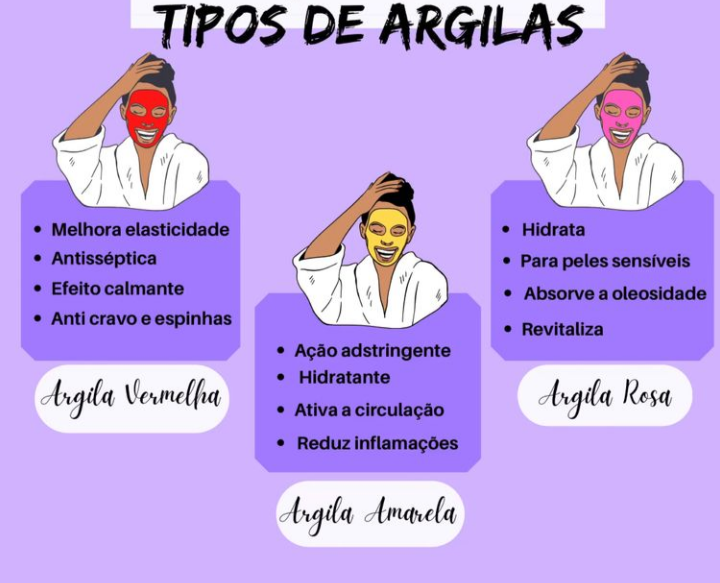 TIPOS DE ARGILAS
Melhora elasticidade
Antisséptica
Efeito calmante
Anti cravo e espinhas
Argila Vermelha
Ação adstringente
Hidratante
Ativa a circulação
Reduz inflamações
Argila Amarela
Hidrata
Para peles sensíveis
Absorve a oleosidade
Revitaliza
Argila Rosa